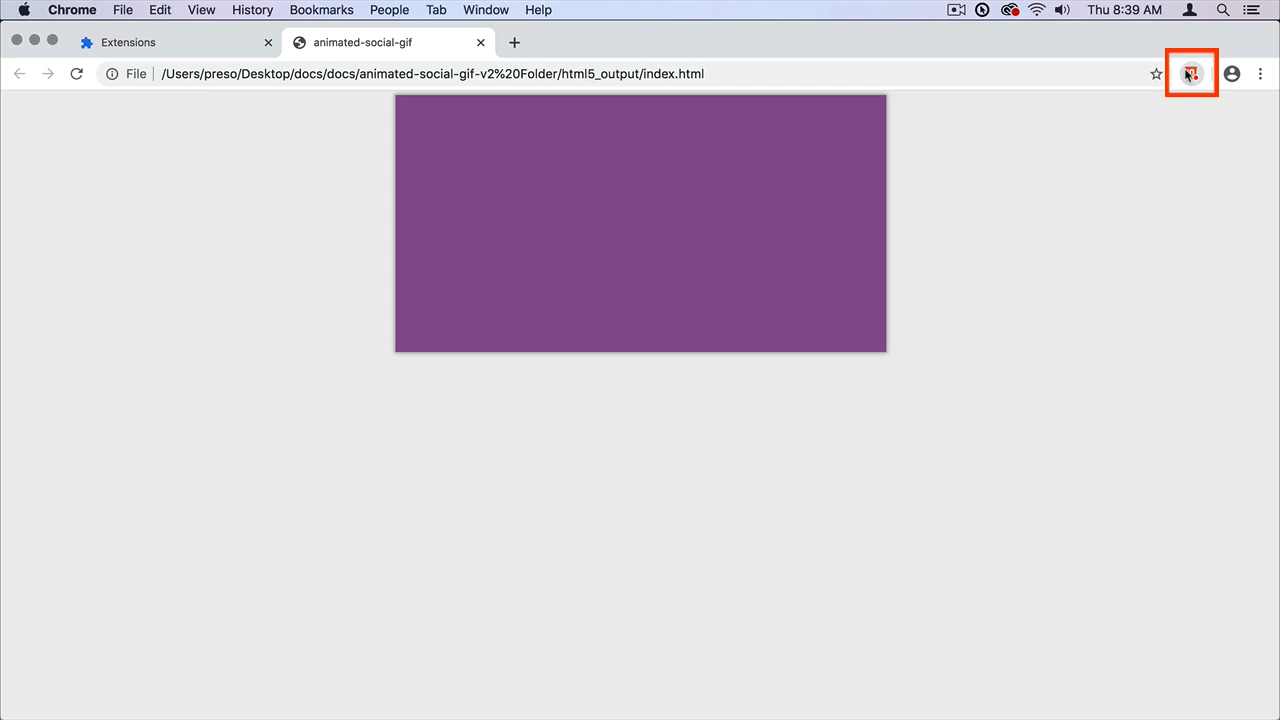 Chrome File Edit View History Bookmarks People Tab Window Help Thu 8:39 AM
Extensions animated-social-gif
File /Users/preso/Desktop/docs/docs/animated-social-gif-v2%20Folder/html5_output/index.html